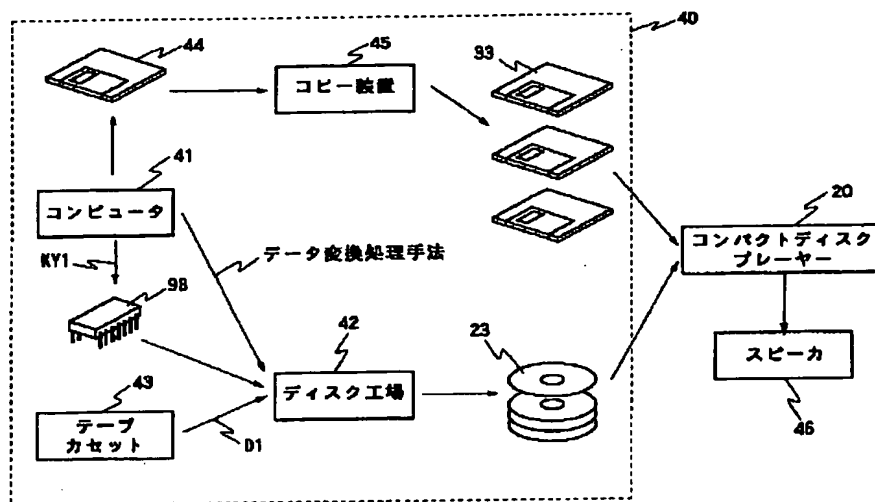 44
45
コピー装置
93
40
41
コンピュータ
KY1
データ変換処理手法
9B
43
テープ
カセット
D1
42
ディスク工場
23
20
コンパクトディスク
プレーヤー
スピーカ
46